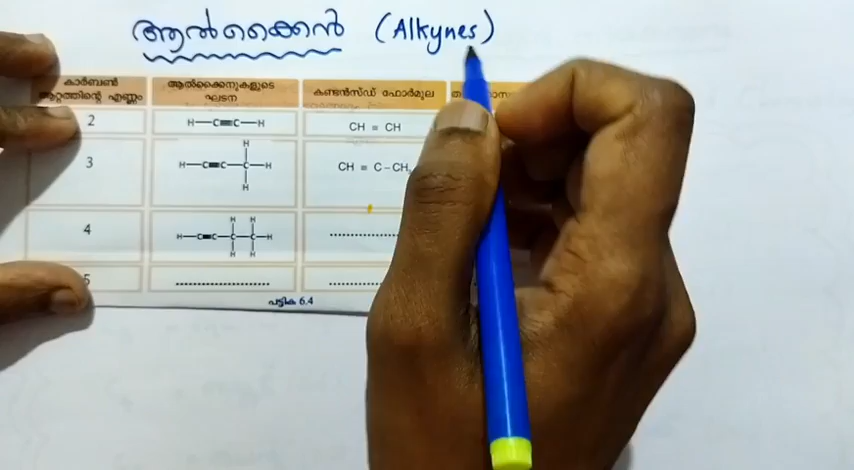 ആൽക്കൈൻ (Alkynes)
കാർബൺ ആൽക്കൈനുകളുടെ കണ്ടൻസ്ഡ് ഫോർമുല
ആറ്റത്തിന്റെ എണ്ണം ഘടന
2 H—C≡C—H CH ≡ CH
H
3 H—C≡C—C—H CH ≡ C–CH
H
H H
4 H—C≡C—C—C—H ....................
H H
5 .................... ....................
പട്ടിക 6.4